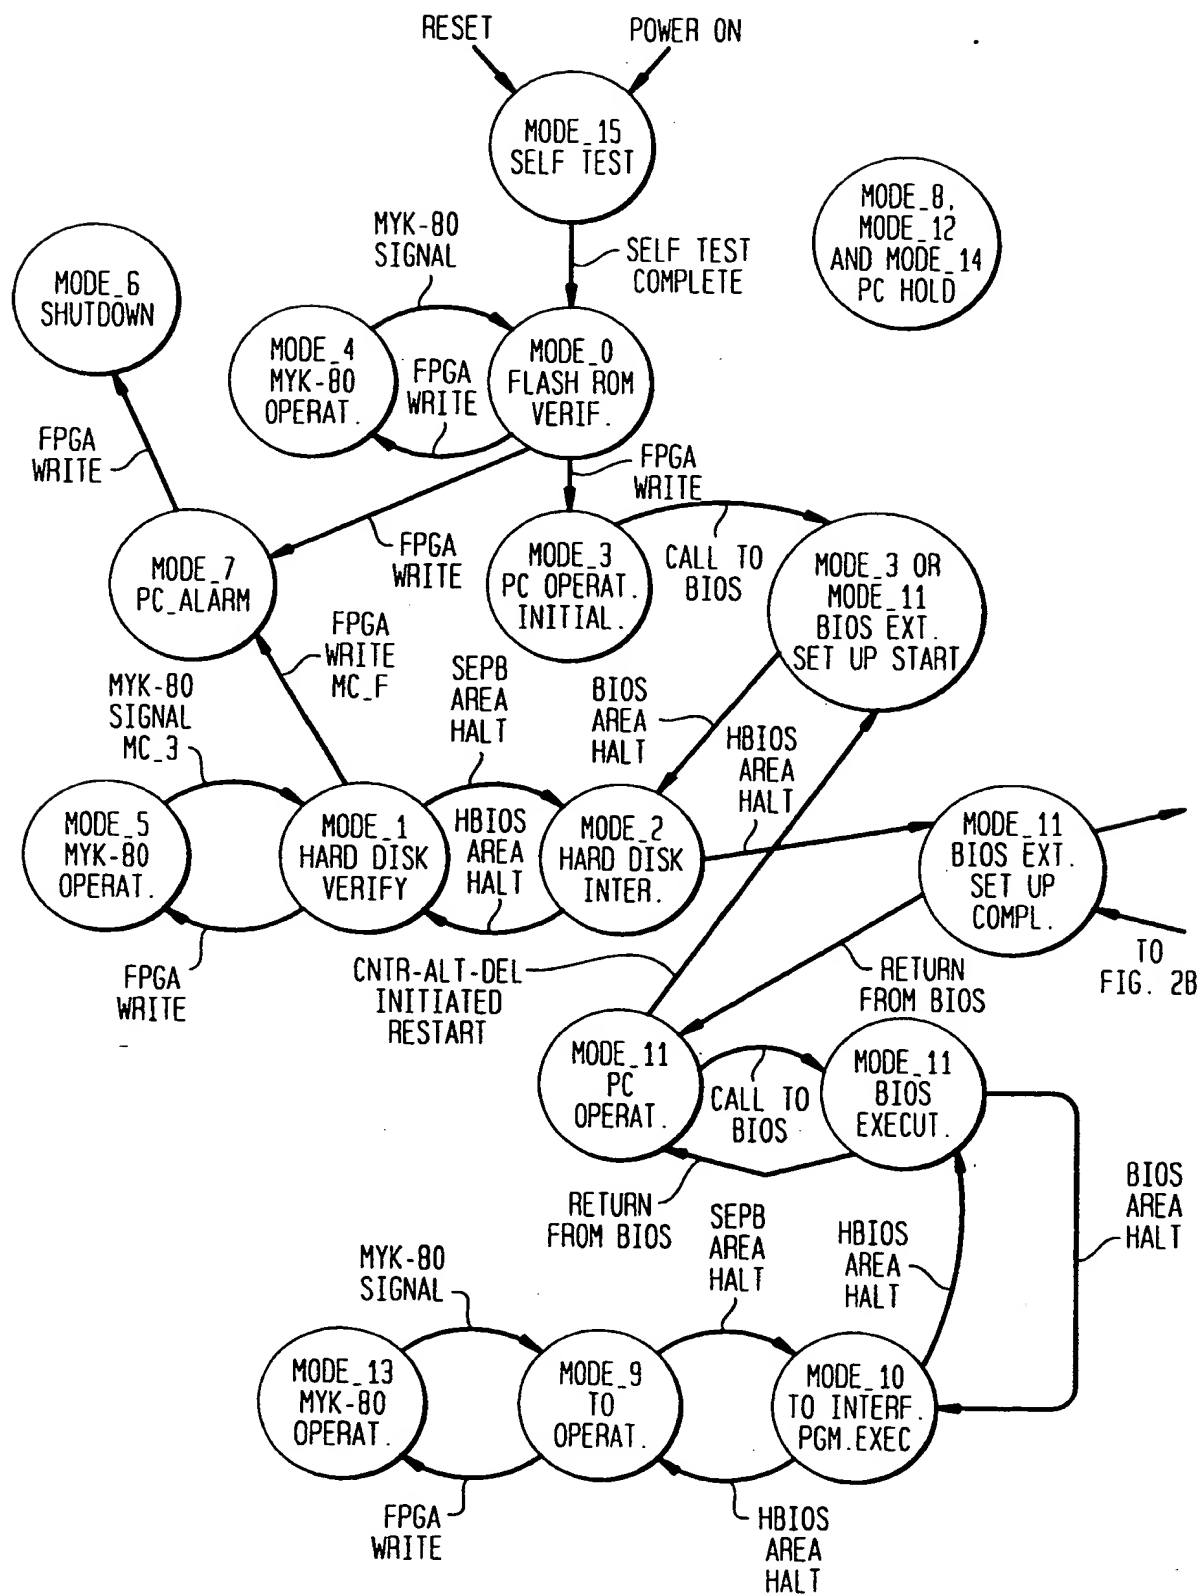 RESET
POWER ON
MODE_15
SELF TEST
MODE_8,
MODE_12
AND MODE_14
PC HOLD
MYK-80
SIGNAL
SELF TEST
COMPLETE
MODE_6
SHUTDOWN
MODE_4
MYK-80
OPERAT.
FPGA
WRITE
MODE_0
FLASH ROM
VERIF.
FPGA
WRITE
FPGA
WRITE
FPGA
WRITE
MODE_7
PC_ALARM
MODE_3
PC OPERAT.
INITIAL.
CALL TO
BIOS
MODE_3 OR
MODE_11
BIOS EXT.
SET UP START
FPGA
WRITE
MC_F
MYK-80
SIGNAL
MC_3
SEPB
AREA
HALT
BIOS
AREA
HALT
HBIOS
AREA
HALT
MODE_5
MYK-80
OPERAT.
MODE_1
HARD DISK
VERIFY
HBIOS
AREA
HALT
MODE_2
HARD DISK
INTER.
MODE_11
BIOS EXT.
SET UP
COMPL.
FPGA
WRITE
CNTR-ALT-DEL
INITIATED
RESTART
RETURN
FROM BIOS
TO
FIG. 2B
MODE_11
PC
OPERAT.
CALL TO
BIOS
MODE_11
BIOS
EXECUT.
RETURN
FROM BIOS
BIOS
AREA
HALT
MYK-80
SIGNAL
SEPB
AREA
HALT
HBIOS
AREA
HALT
MODE_13
MYK-80
OPERAT.
MODE_9
TO
OPERAT.
MODE_10
TO INTERF.
PGM.EXEC
FPGA
WRITE
HBIOS
AREA
HALT